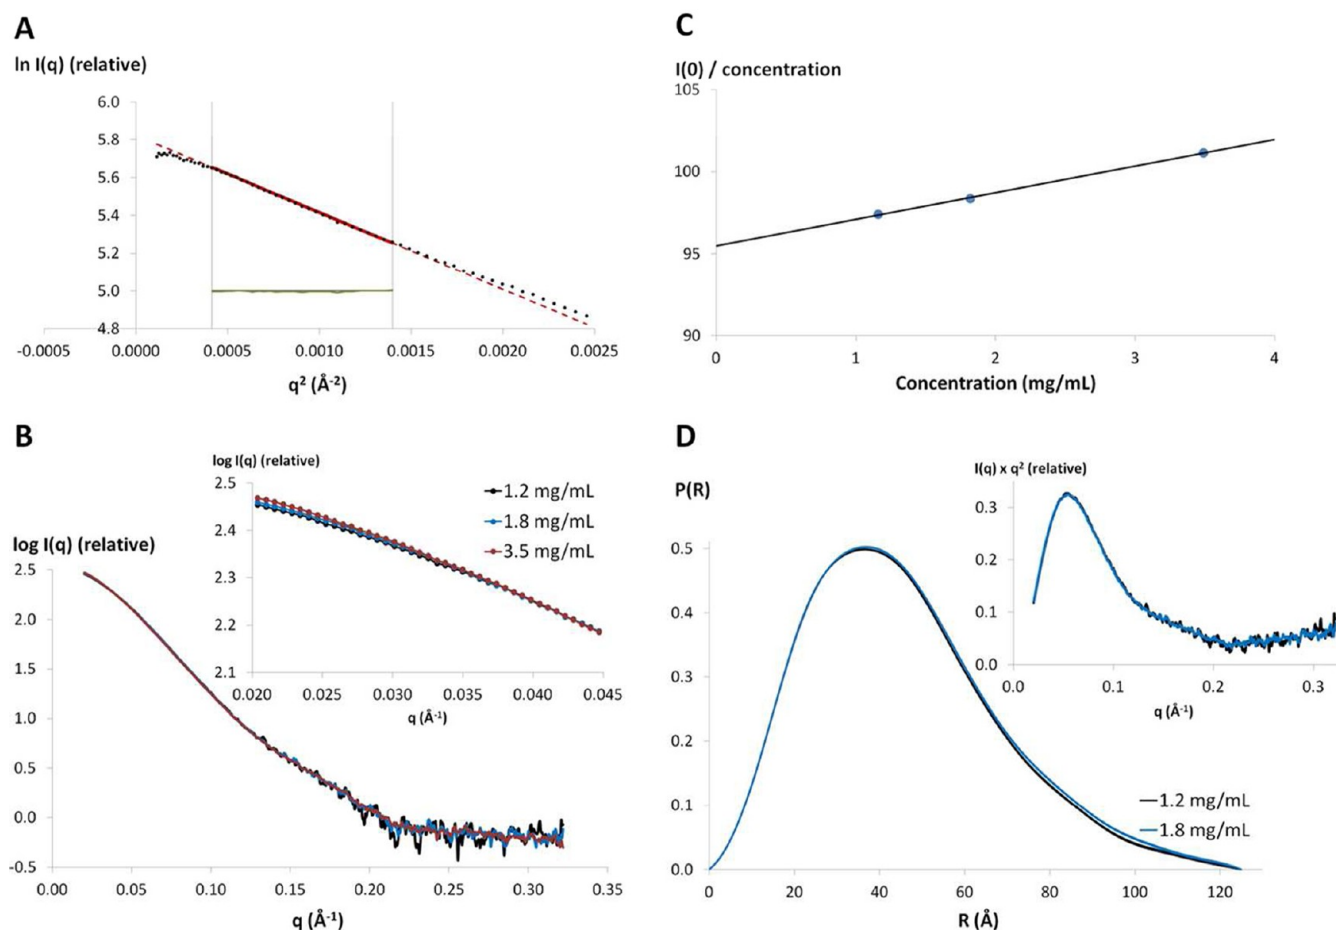 A
ln I(q) (relative)
6.0
5.8
5.6
5.4
5.2
5.0
4.8
-0.0005 0.0000 0.0005 0.0010 0.0015 0.0020 0.0025
q² (Å⁻²)
C
I(0) / concentration
105
100
95
90
0 1 2 3 4
Concentration (mg/mL)
B
log I(q) (relative)
2.5
2.0
1.5
1.0
0.5
0.0
-0.5
0.00 0.05 0.10 0.15 0.20 0.25 0.30 0.35
q (Å⁻¹)
log I(q) (relative)
2.5
2.4
2.3
2.2
2.1
0.020 0.025 0.030 0.035 0.040 0.045
q (Å⁻¹)
1.2 mg/mL
1.8 mg/mL
3.5 mg/mL
D
P(R)
0.5
0.4
0.3
0.2
0.1
0.0
0 20 40 60 80 100 120
R (Å)
I(q) x q² (relative)
0.3
0.2
0.1
0.0
0.0 0.1 0.2 0.3
q (Å⁻¹)
1.2 mg/mL
1.8 mg/mL